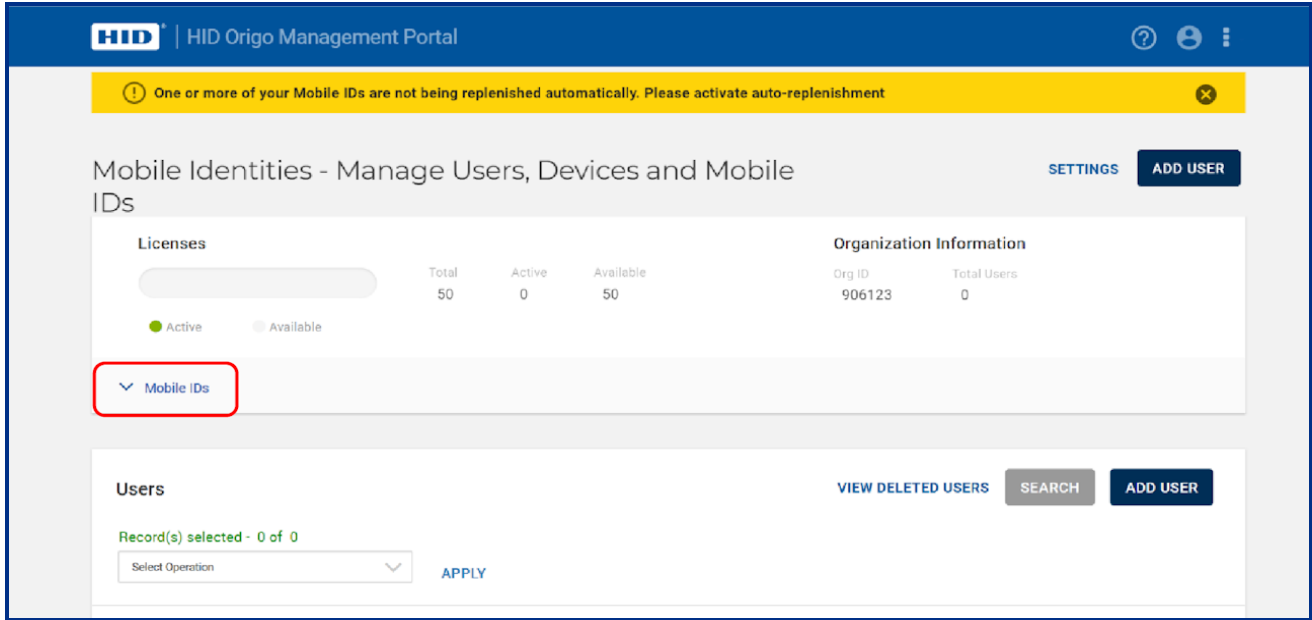 HID | HID Origo Management Portal
One or more of your Mobile IDs are not being replenished automatically. Please activate auto-replenishment
Mobile Identities - Manage Users, Devices and Mobile
IDs
SETTINGS
ADD USER
Licenses
Total Active Available
50 0 50
Active Available
Organization Information
Org ID Total Users
906123 0
Mobile IDs
Users
VIEW DELETED USERS
SEARCH
ADD USER
Record(s) selected - 0 of 0
Select Operation
APPLY